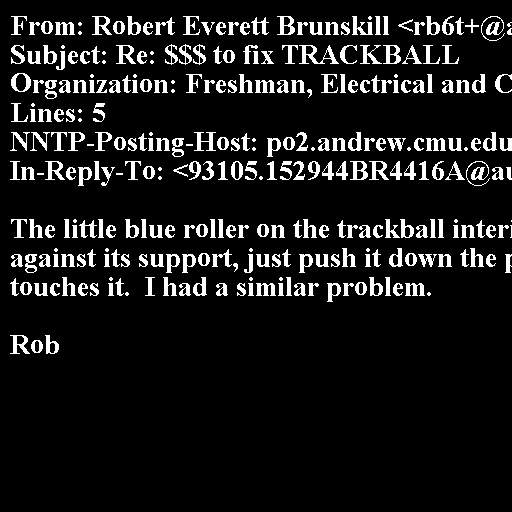 From: Robert Everett Brunskill <rb6t+@a
Subject: Re: $$$ to fix TRACKBALL
Organization: Freshman, Electrical and C
Lines: 5
NNTP-Posting-Host: po2.andrew.cmu.edu
In-Reply-To: <93105.152944BR4416A@au

The little blue roller on the trackball interi
against its support, just push it down the p
touches it.  I had a similar problem.

Rob